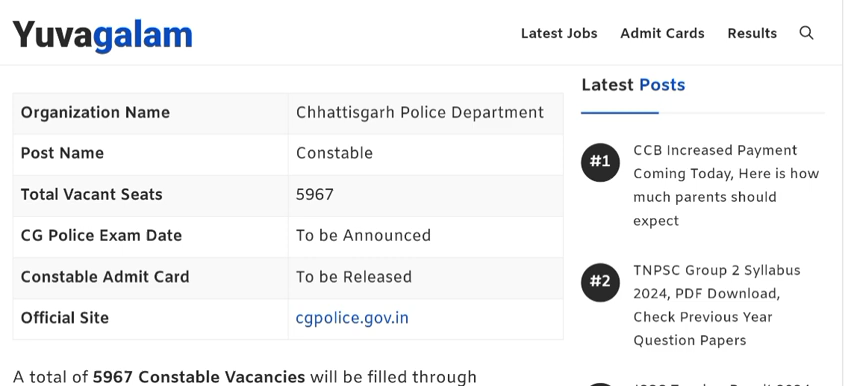 Yuvagalam
Latest Jobs Admit Cards Results
Organization Name Chhattisgarh Police Department
Post Name Constable
Total Vacant Seats 5967
CG Police Exam Date To be Announced
Constable Admit Card To be Released
Official Site cgpolice.gov.in
A total of 5967 Constable Vacancies will be filled through
Latest Posts
#1
CCB Increased Payment
Coming Today, Here is how
much parents should
expect
#2
TNPSC Group 2 Syllabus
2024, PDF Download,
Check Previous Year
Question Papers